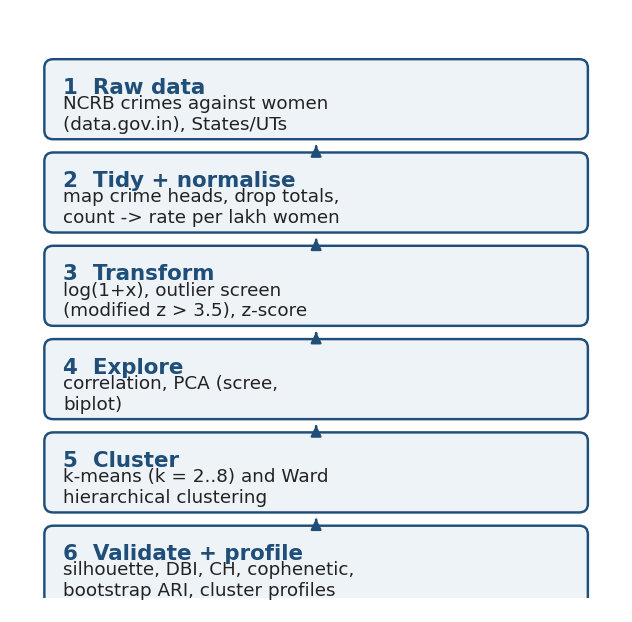 1  Raw data
NCRB crimes against women
(data.gov.in), States/UTs
2  Tidy + normalise
map crime heads, drop totals,
count -> rate per lakh women
3  Transform
log(1+x), outlier screen
(modified z > 3.5), z-score
4  Explore
correlation, PCA (scree,
biplot)
5  Cluster
k-means (k = 2..8) and Ward
hierarchical clustering
6  Validate + profile
silhouette, DBI, CH, cophenetic,
bootstrap ARI, cluster profiles